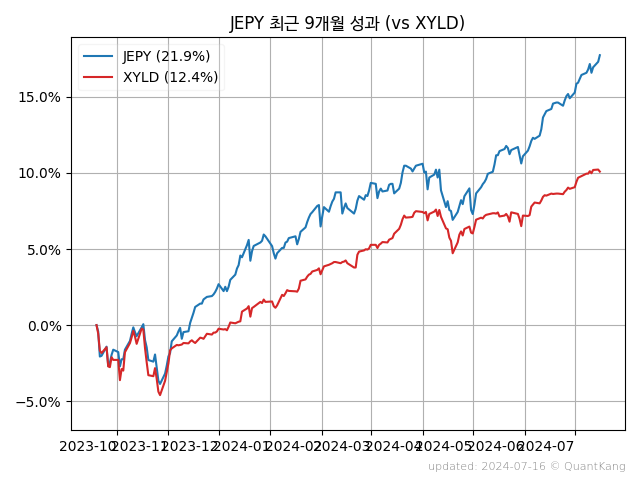 JEPY 최근 9개월 성과 (vs XYLD)
JEPY (21.9%)
XYLD (12.4%)
15.0%
10.0%
5.0%
0.0%
−5.0%
2023-10 2023-11 2023-12 2024-01 2024-02 2024-03 2024-04 2024-05 2024-06 2024-07
updated: 2024-07-16 © QuantKang